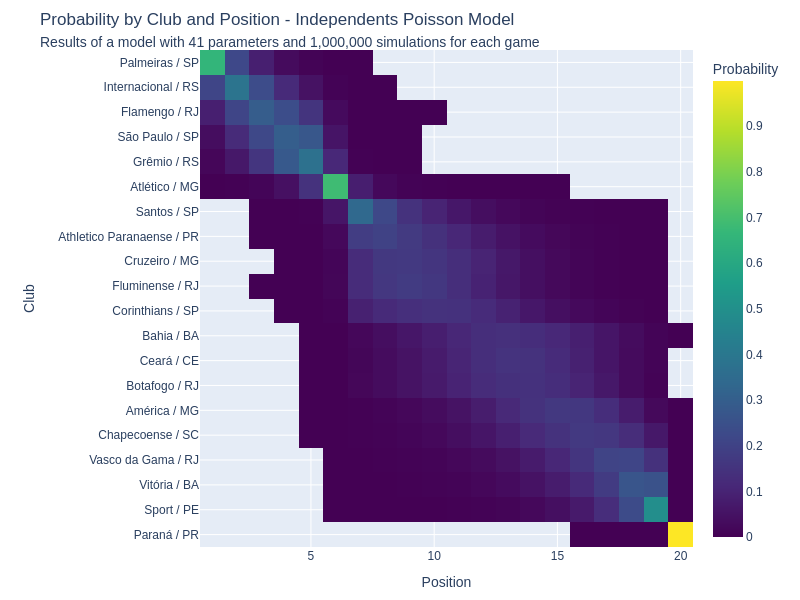 Probability by Club and Position - Independents Poisson Model
Results of a model with 41 parameters and 1,000,000 simulations for each game
Probability
Palmeiras / SP
Internacional / RS
Flamengo / RJ
São Paulo / SP
Grêmio / RS
Atlético / MG
Santos / SP
Athletico Paranaense / PR
Cruzeiro / MG
Fluminense / RJ
Corinthians / SP
Bahia / BA
Ceará / CE
Botafogo / RJ
América / MG
Chapecoense / SC
Vasco da Gama / RJ
Vitória / BA
Sport / PE
Paraná / PR
Club
5 10 15 20
Position
0.9
0.8
0.7
0.6
0.5
0.4
0.3
0.2
0.1
0